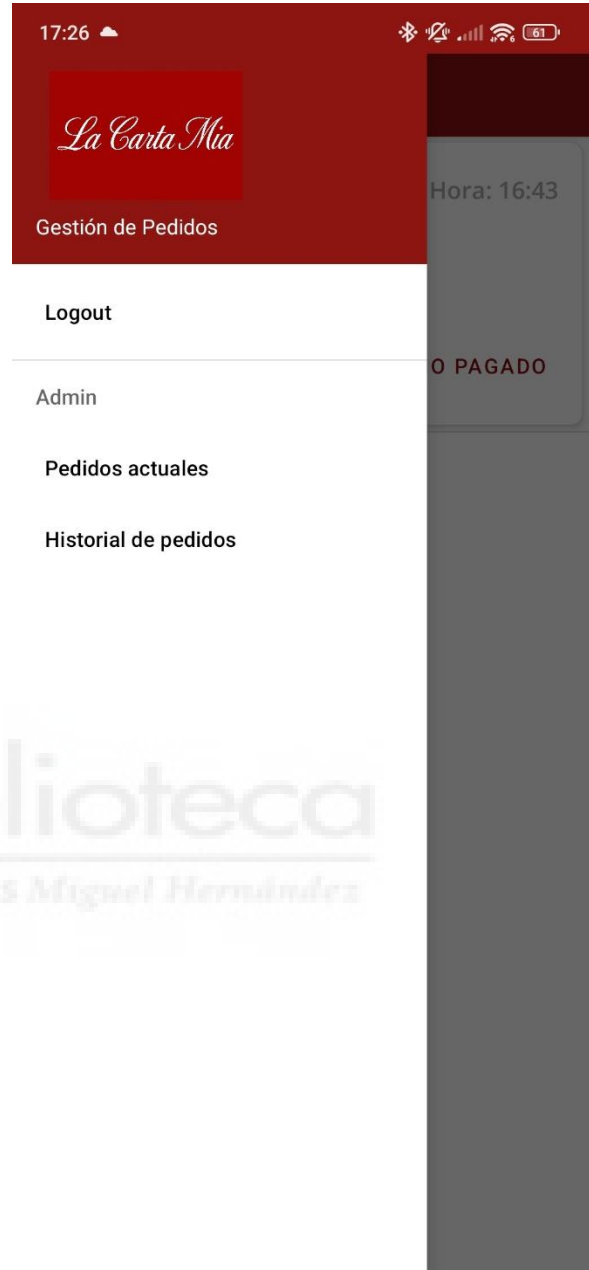 17:26
61
La Carta Mia
Hora: 16:43
Gestión de Pedidos
Logout
O PAGADO
Admin
Pedidos actuales
Historial de pedidos
lioteca
s Miguel Hernández